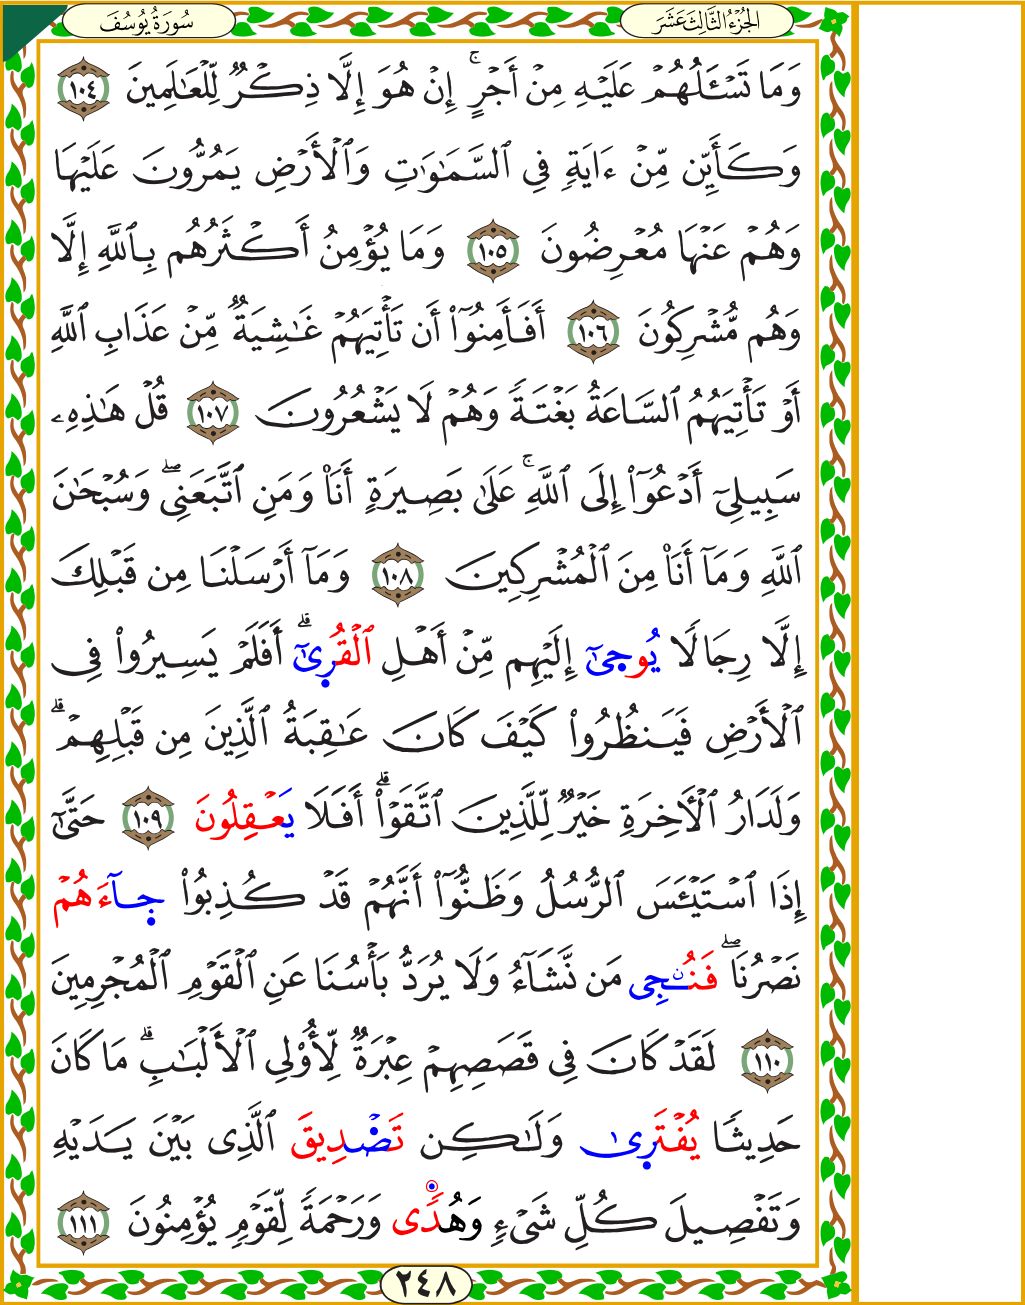 سُورَةُ يُوسُفَ
الجُزْءُ الثَّالِثَ عَشَرَ
وَمَا تَسْـَٔلُهُمْ عَلَيْهِ مِنْ أَجْرٍ ۚ إِنْ هُوَ إِلَّا ذِكْرٌ لِّلْعَـٰلَمِينَ ١٠٤
وَكَأَيِّن مِّنْ ءَايَةٍ فِى ٱلسَّمَـٰوَٰتِ وَٱلْأَرْضِ يَمُرُّونَ عَلَيْهَا
وَهُمْ عَنْهَا مُعْرِضُونَ ١٠٥ وَمَا يُؤْمِنُ أَكْثَرُهُم بِٱللَّهِ إِلَّا
وَهُم مُّشْرِكُونَ ١٠٦ أَفَأَمِنُوٓا۟ أَن تَأْتِيَهُمْ غَـٰشِيَةٌ مِّنْ عَذَابِ ٱللَّهِ
أَوْ تَأْتِيَهُمُ ٱلسَّاعَةُ بَغْتَةً وَهُمْ لَا يَشْعُرُونَ ١٠٧ قُلْ هَـٰذِهِۦ
سَبِيلِىٓ أَدْعُوٓا۟ إِلَى ٱللَّهِ ۚ عَلَىٰ بَصِيرَةٍ أَنَا۠ وَمَنِ ٱتَّبَعَنِى ۖ وَسُبْحَـٰنَ
ٱللَّهِ وَمَآ أَنَا۠ مِنَ ٱلْمُشْرِكِينَ ١٠٨ وَمَآ أَرْسَلْنَا مِن قَبْلِكَ
إِلَّا رِجَالًا يُوحِىٓ إِلَيْهِم مِّنْ أَهْلِ ٱلْقُرِىٰٓ ۗ أَفَلَمْ يَسِيرُوا۟ فِى
ٱلْأَرْضِ فَيَنظُرُوا۟ كَيْفَ كَانَ عَـٰقِبَةُ ٱلَّذِينَ مِن قَبْلِهِمْ ۗ
وَلَدَارُ ٱلْـَٔاخِرَةِ خَيْرٌ لِّلَّذِينَ ٱتَّقَوْا۟ ۗ أَفَلَا يَعْقِلُونَ ١٠٩ حَتَّىٰٓ
إِذَا ٱسْتَيْـَٔسَ ٱلرُّسُلُ وَظَنُّوٓا۟ أَنَّهُمْ قَدْ كُذِبُوا۟ جَآءَهُمْ
نَصْرُنَا ۖ فَنُـۨجِى مَن نَّشَآءُ وَلَا يُرَدُّ بَأْسُنَا عَنِ ٱلْقَوْمِ ٱلْمُجْرِمِينَ
١١٠ لَقَدْ كَانَ فِى قَصَصِهِمْ عِبْرَةٌ لِّأُو۟لِى ٱلْأَلْبَـٰبِ ۗ مَا كَانَ
حَدِيثًا يُفْتَرِىٰ وَلَـٰكِن تَصْدِيقَ ٱلَّذِى بَيْنَ يَدَيْهِ
وَتَفْصِيلَ كُلِّ شَىْءٍ وَهُدًى وَرَحْمَةً لِّقَوْمٍ يُؤْمِنُونَ ١١١
٢٤٨